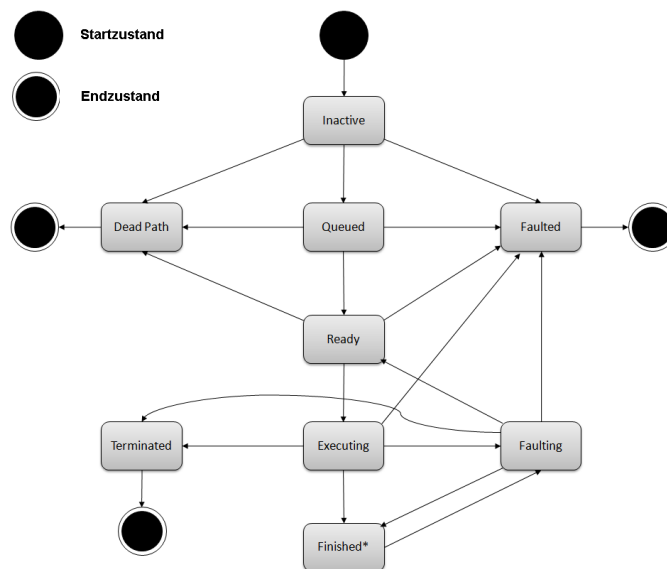 Startzustand
Endzustand
Inactive
Dead Path
Queued
Faulted
Ready
Terminated
Executing
Faulting
Finished*